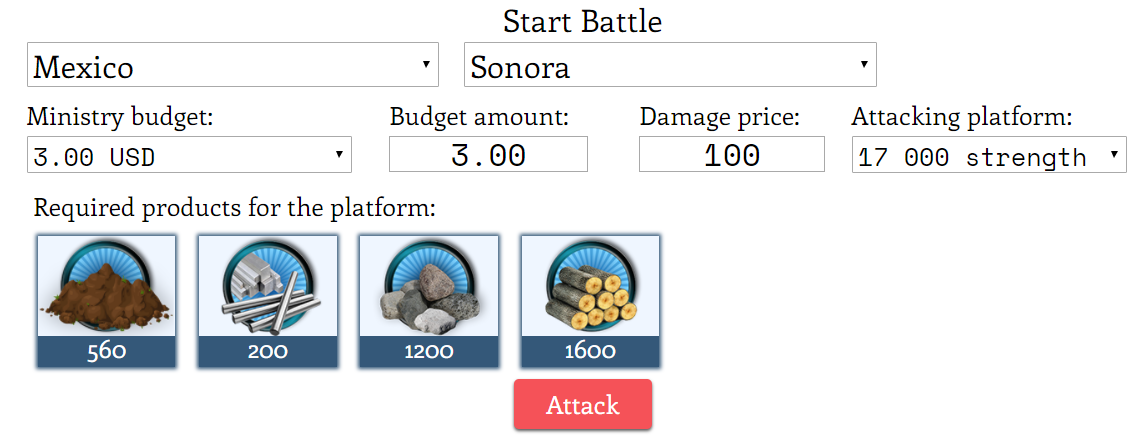 Start Battle
Mexico Sonora
Ministry budget: Budget amount: Damage price: Attacking platform:
3.00 USD 3.00 100 17 000 strength
Required products for the platform:
560 200 1200 1600
Attack